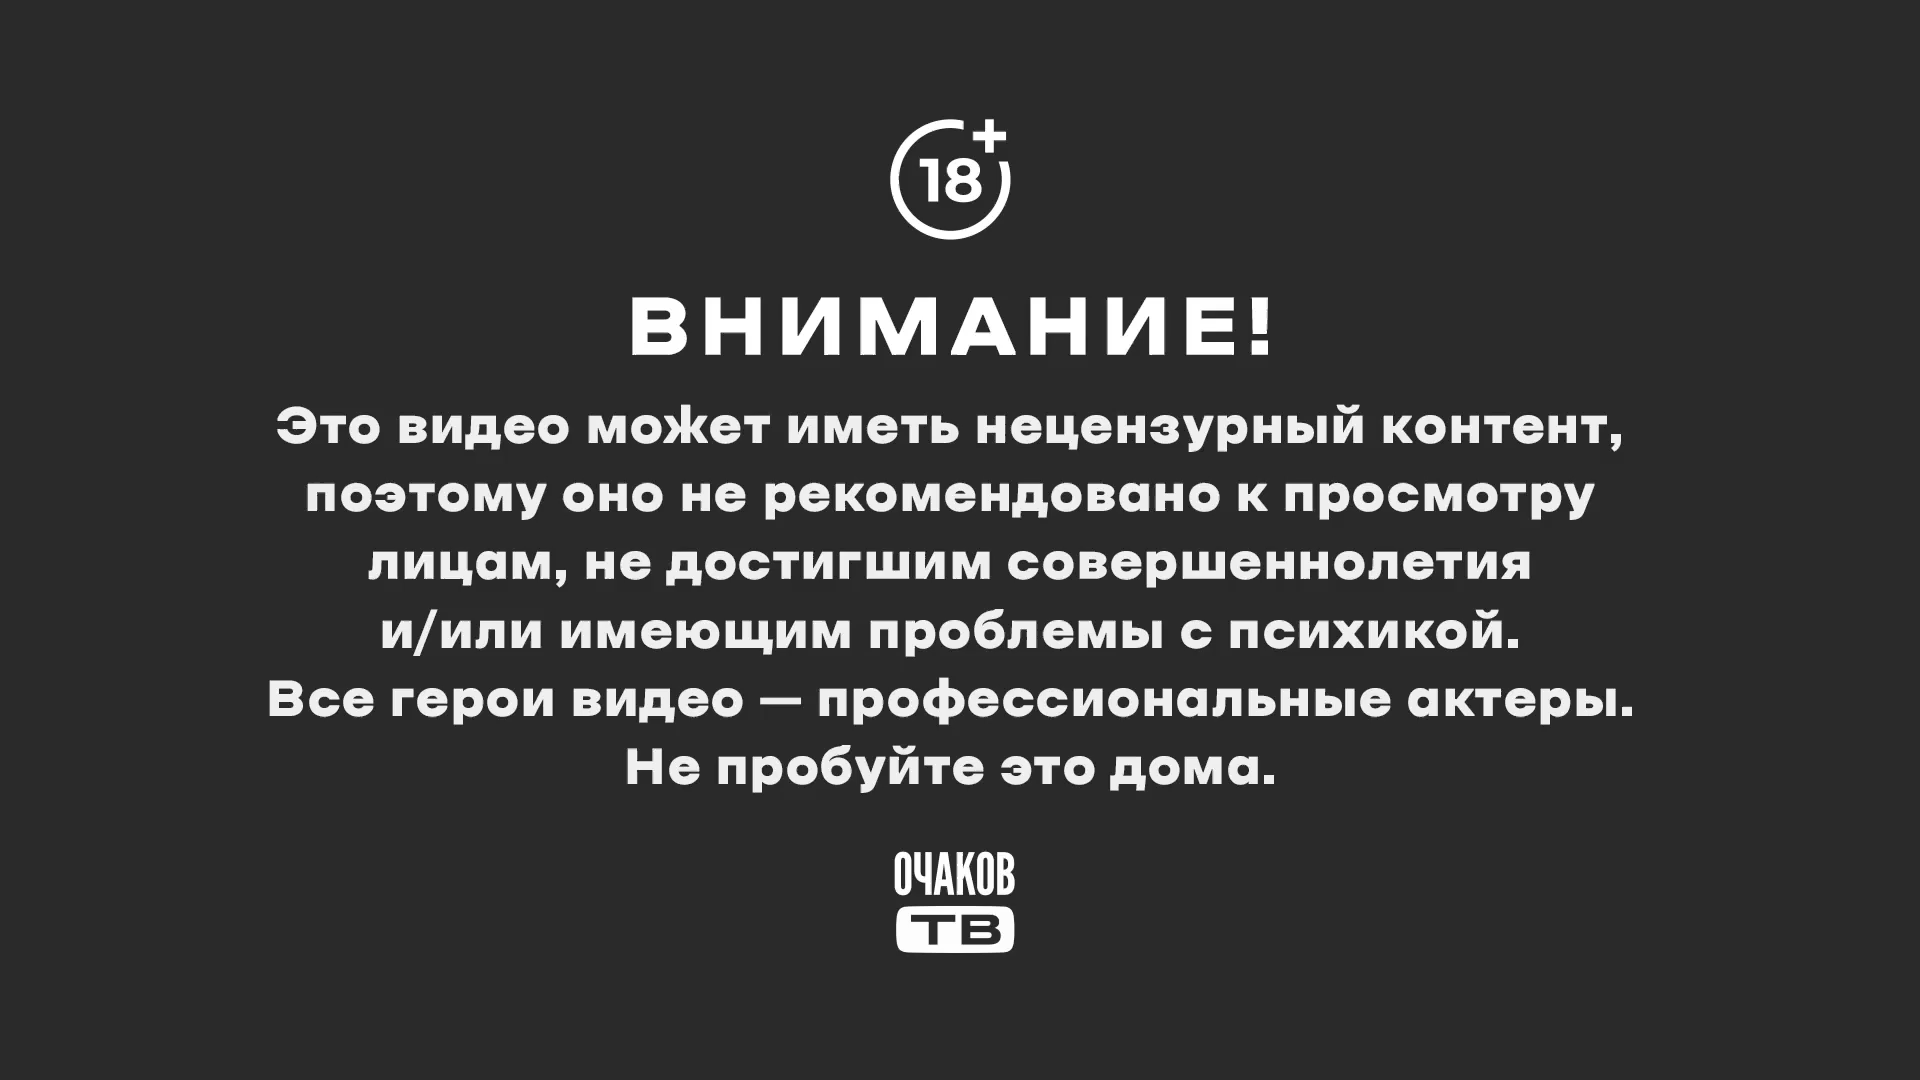 18+
ВНИМАНИЕ!
Это видео может иметь нецензурный контент,
поэтому оно не рекомендовано к просмотру
лицам, не достигшим совершеннолетия
и/или имеющим проблемы с психикой.
Все герои видео — профессиональные актеры.
Не пробуйте это дома.
ОЧАКОВ
ТВ